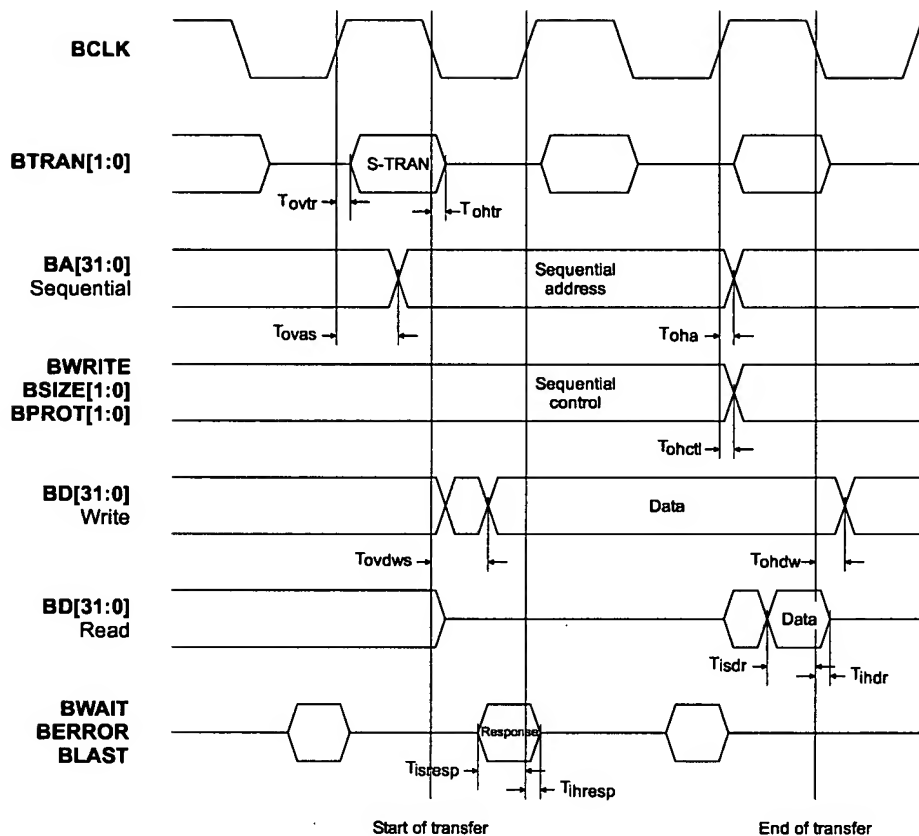 BCLK
BTRAN[1:0]
S-TRAN
Tovtr
Tohtr
BA[31:0]
Sequential
Sequential
address
Tovas
Toha
BWRITE
BSIZE[1:0]
BPROT[1:0]
Sequential
control
Tohctl
BD[31:0]
Write
Data
Tovdws
Tohdw
BD[31:0]
Read
Data
Tisdr
Tihdr
BWAIT
BERROR
BLAST
Response
Tisresp
Tihresp
Start of transfer
End of transfer